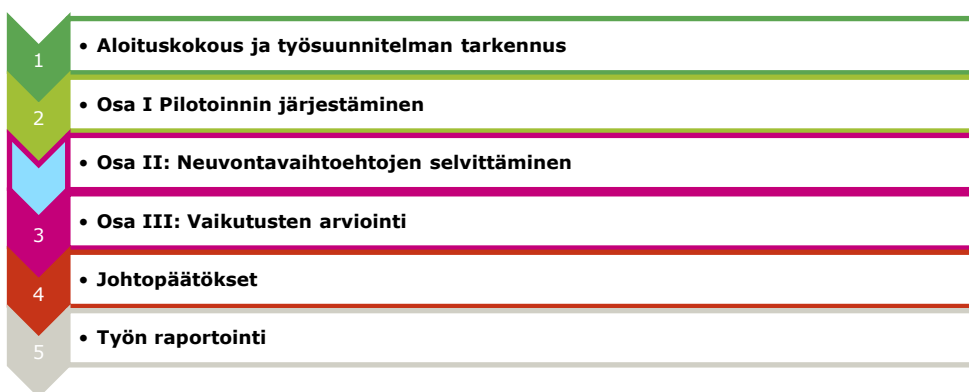 1
• Aloituskokous ja työsuunnitelman tarkennus
2
• Osa I Pilotoinnin järjestäminen
• Osa II: Neuvontavaihtoehtojen selvittäminen
3
• Osa III: Vaikutusten arviointi
4
• Johtopäätökset
5
• Työn raportointi